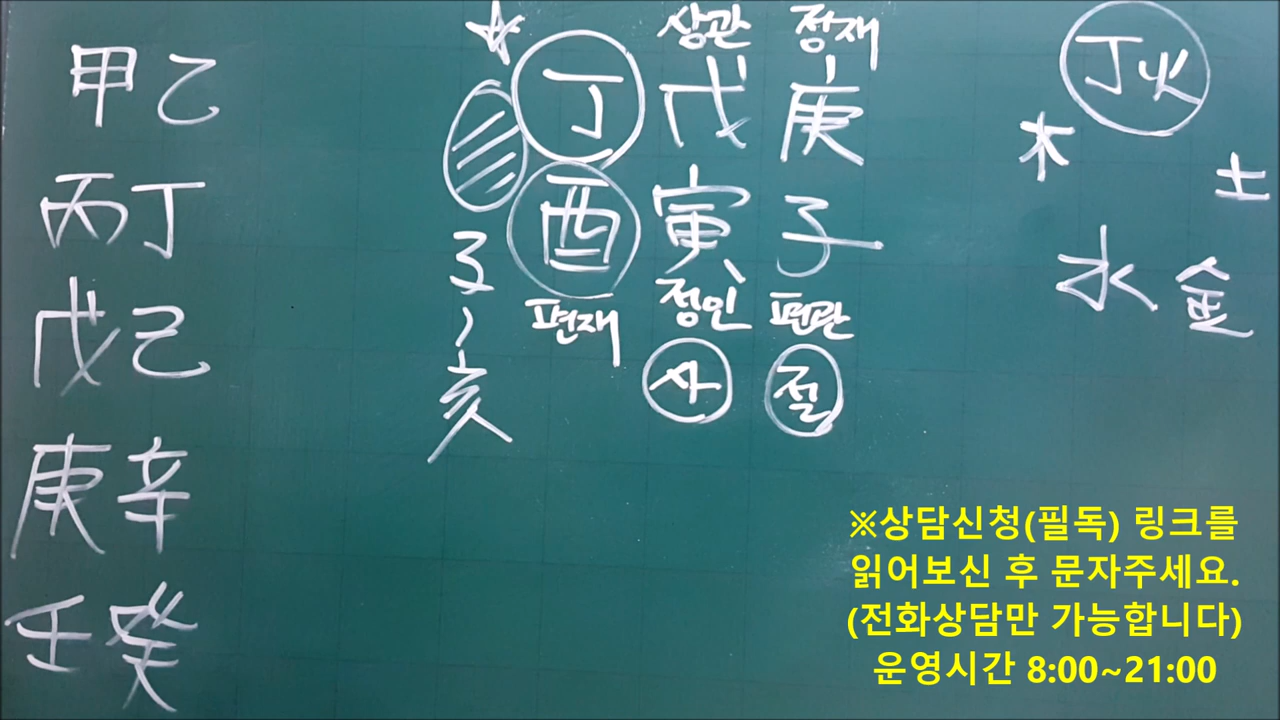 甲乙
丙丁
戊己
庚辛
壬癸
상관 정재
丁戊庚
酉寅子
편재 정인 편관
사 절
子
亥
丁火
木 土
水 金
※상담신청(필독) 링크를
읽어보신 후 문자주세요.
(전화상담만 가능합니다)
운영시간 8:00~21:00